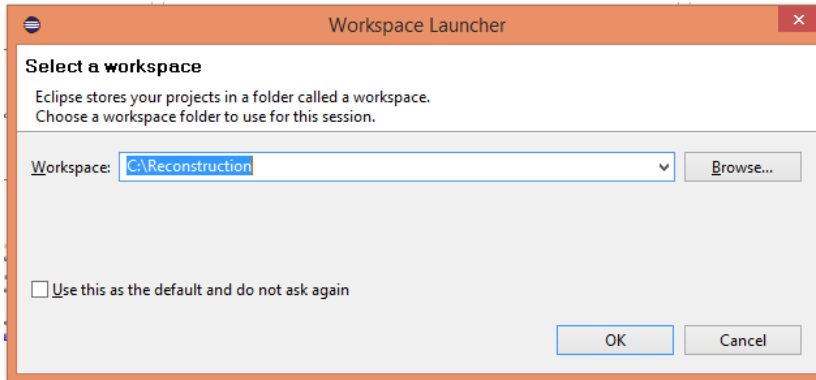 Workspace Launcher
Select a workspace
Eclipse stores your projects in a folder called a workspace.
Choose a workspace folder to use for this session.
Workspace: C:\Reconstruction Browse...
Use this as the default and do not ask again
OK Cancel